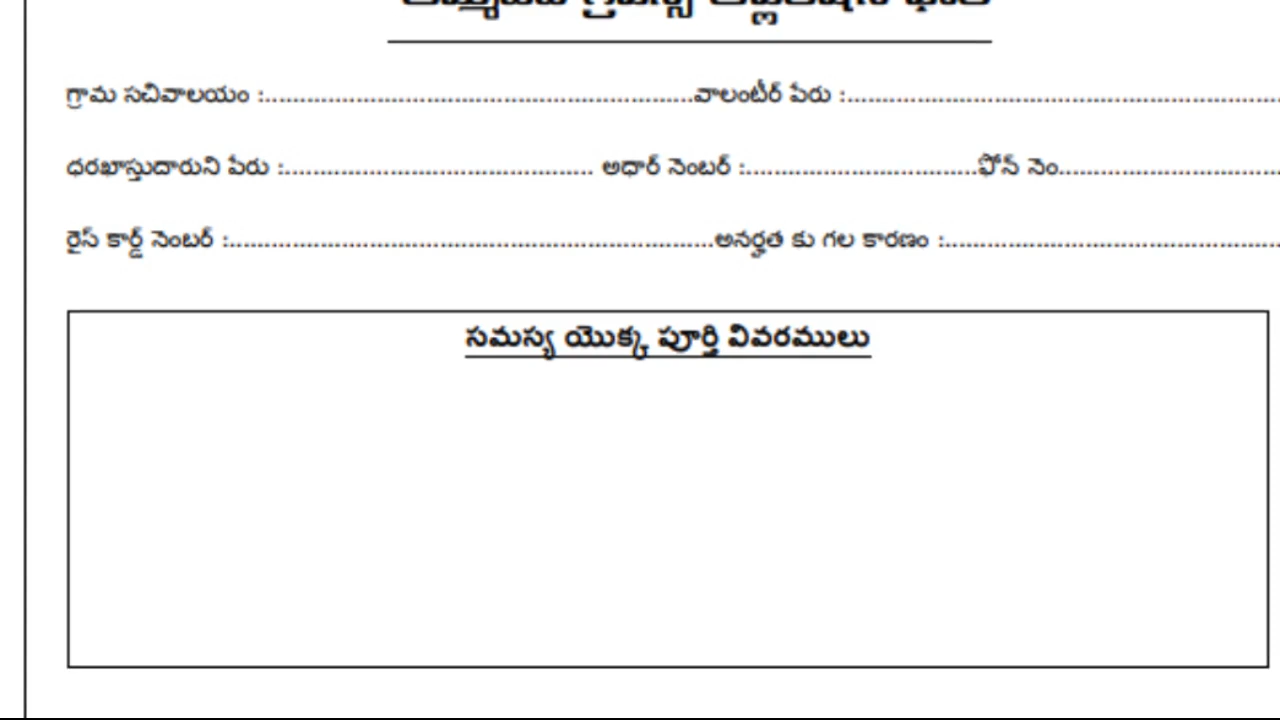 గ్రామ సచివాలయం :.............................................................వాలంటీర్ పేరు :..............................................................
ధరఖాస్తుదారుని పేరు :............................................ అధార్ నెంబర్ :.................................ఫోన్ నెం................................
రైస్ కార్డ్ నెంబర్ :.....................................................................అనర్హత కు గల కారణం :................................................
సమస్య యొక్క పూర్తి వివరములు